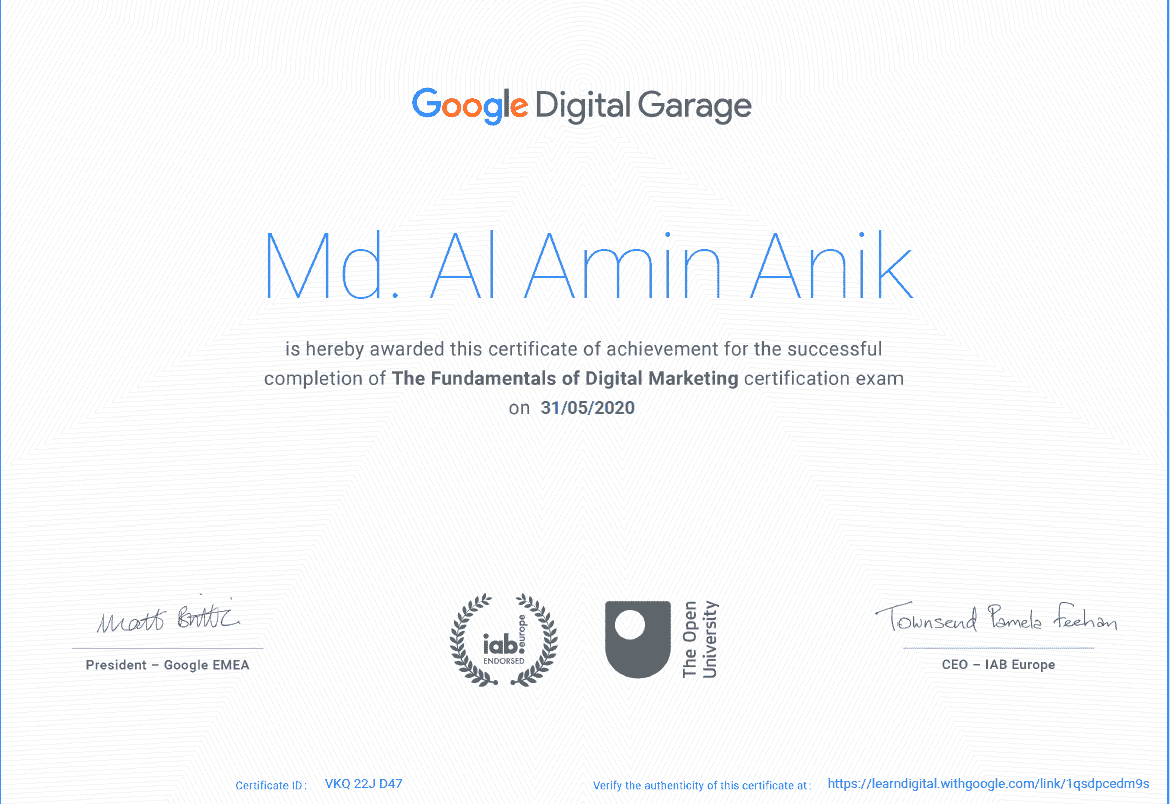 Google Digital Garage
Md. Al Amin Anik
is hereby awarded this certificate of achievement for the successful
completion of The Fundamentals of Digital Marketing certification exam
on 31/05/2020
Matt
President – Google EMEA
iab.europe
ENDORSED
The Open
University
Townsend Pamela Feehan
CEO – IAB Europe
Certificate ID : VKQ 22J D47
Verify the authenticity of this certificate at : https://learndigital.withgoogle.com/link/1qsdpcedm9s